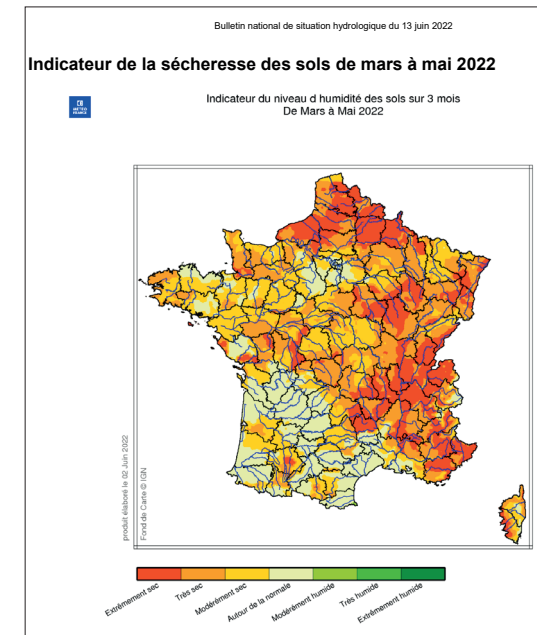 Bulletin national de situation hydrologique du 13 juin 2022
Indicateur de la sécheresse des sols de mars à mai 2022
METEO
FRANCE
Indicateur du niveau d humidité des sols sur 3 mois
De Mars à Mai 2022
produit élaboré le 02 Juin 2022
Fond de Carte © IGN
Extrêmement sec
Très sec
Modérément sec
Autour de la normale
Modérément humide
Très humide
Extrêmement humide